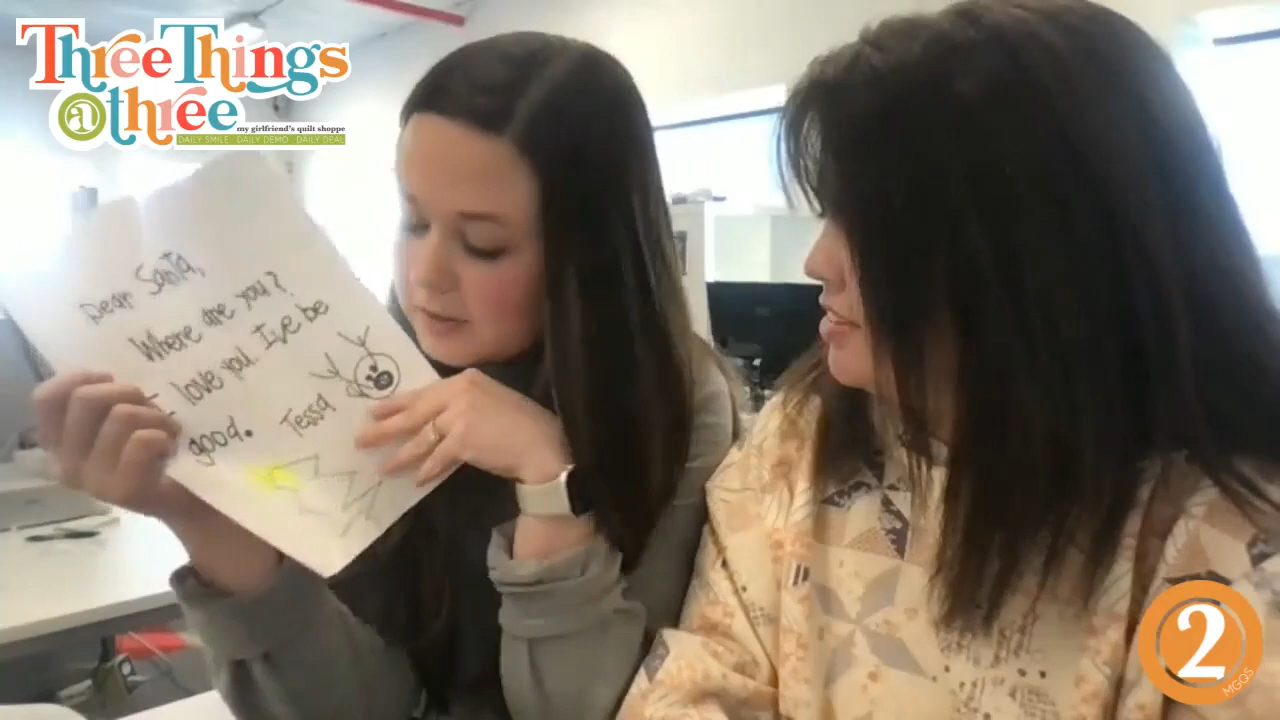 Three Things
@three
my girlfriend's quilt shoppe
DAILY SMILE DAILY DEMO DAILY DEAL
Dear Santa,
Where are you?
I love you. I've be
good.
Tessa
2
MGQS